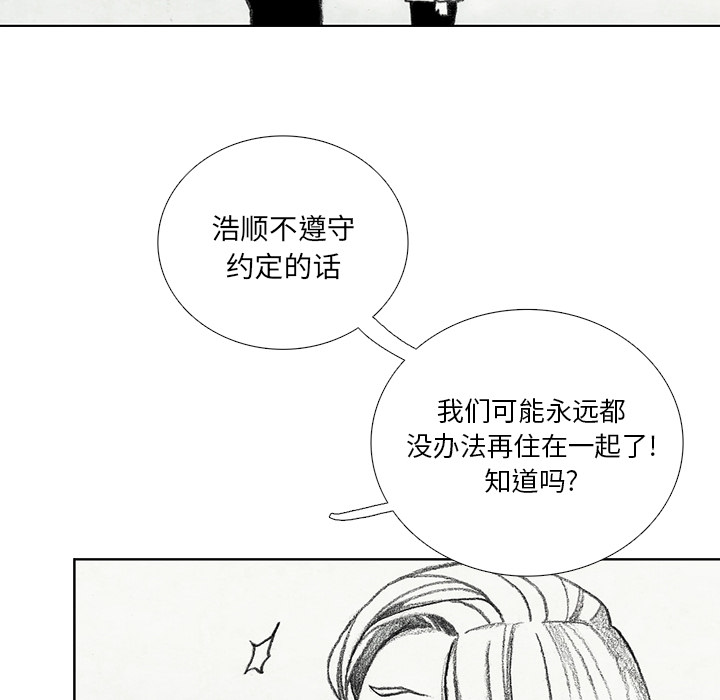 浩顺不遵守
约定的话
我们可能永远都
没办法再住在一起了!
知道吗?